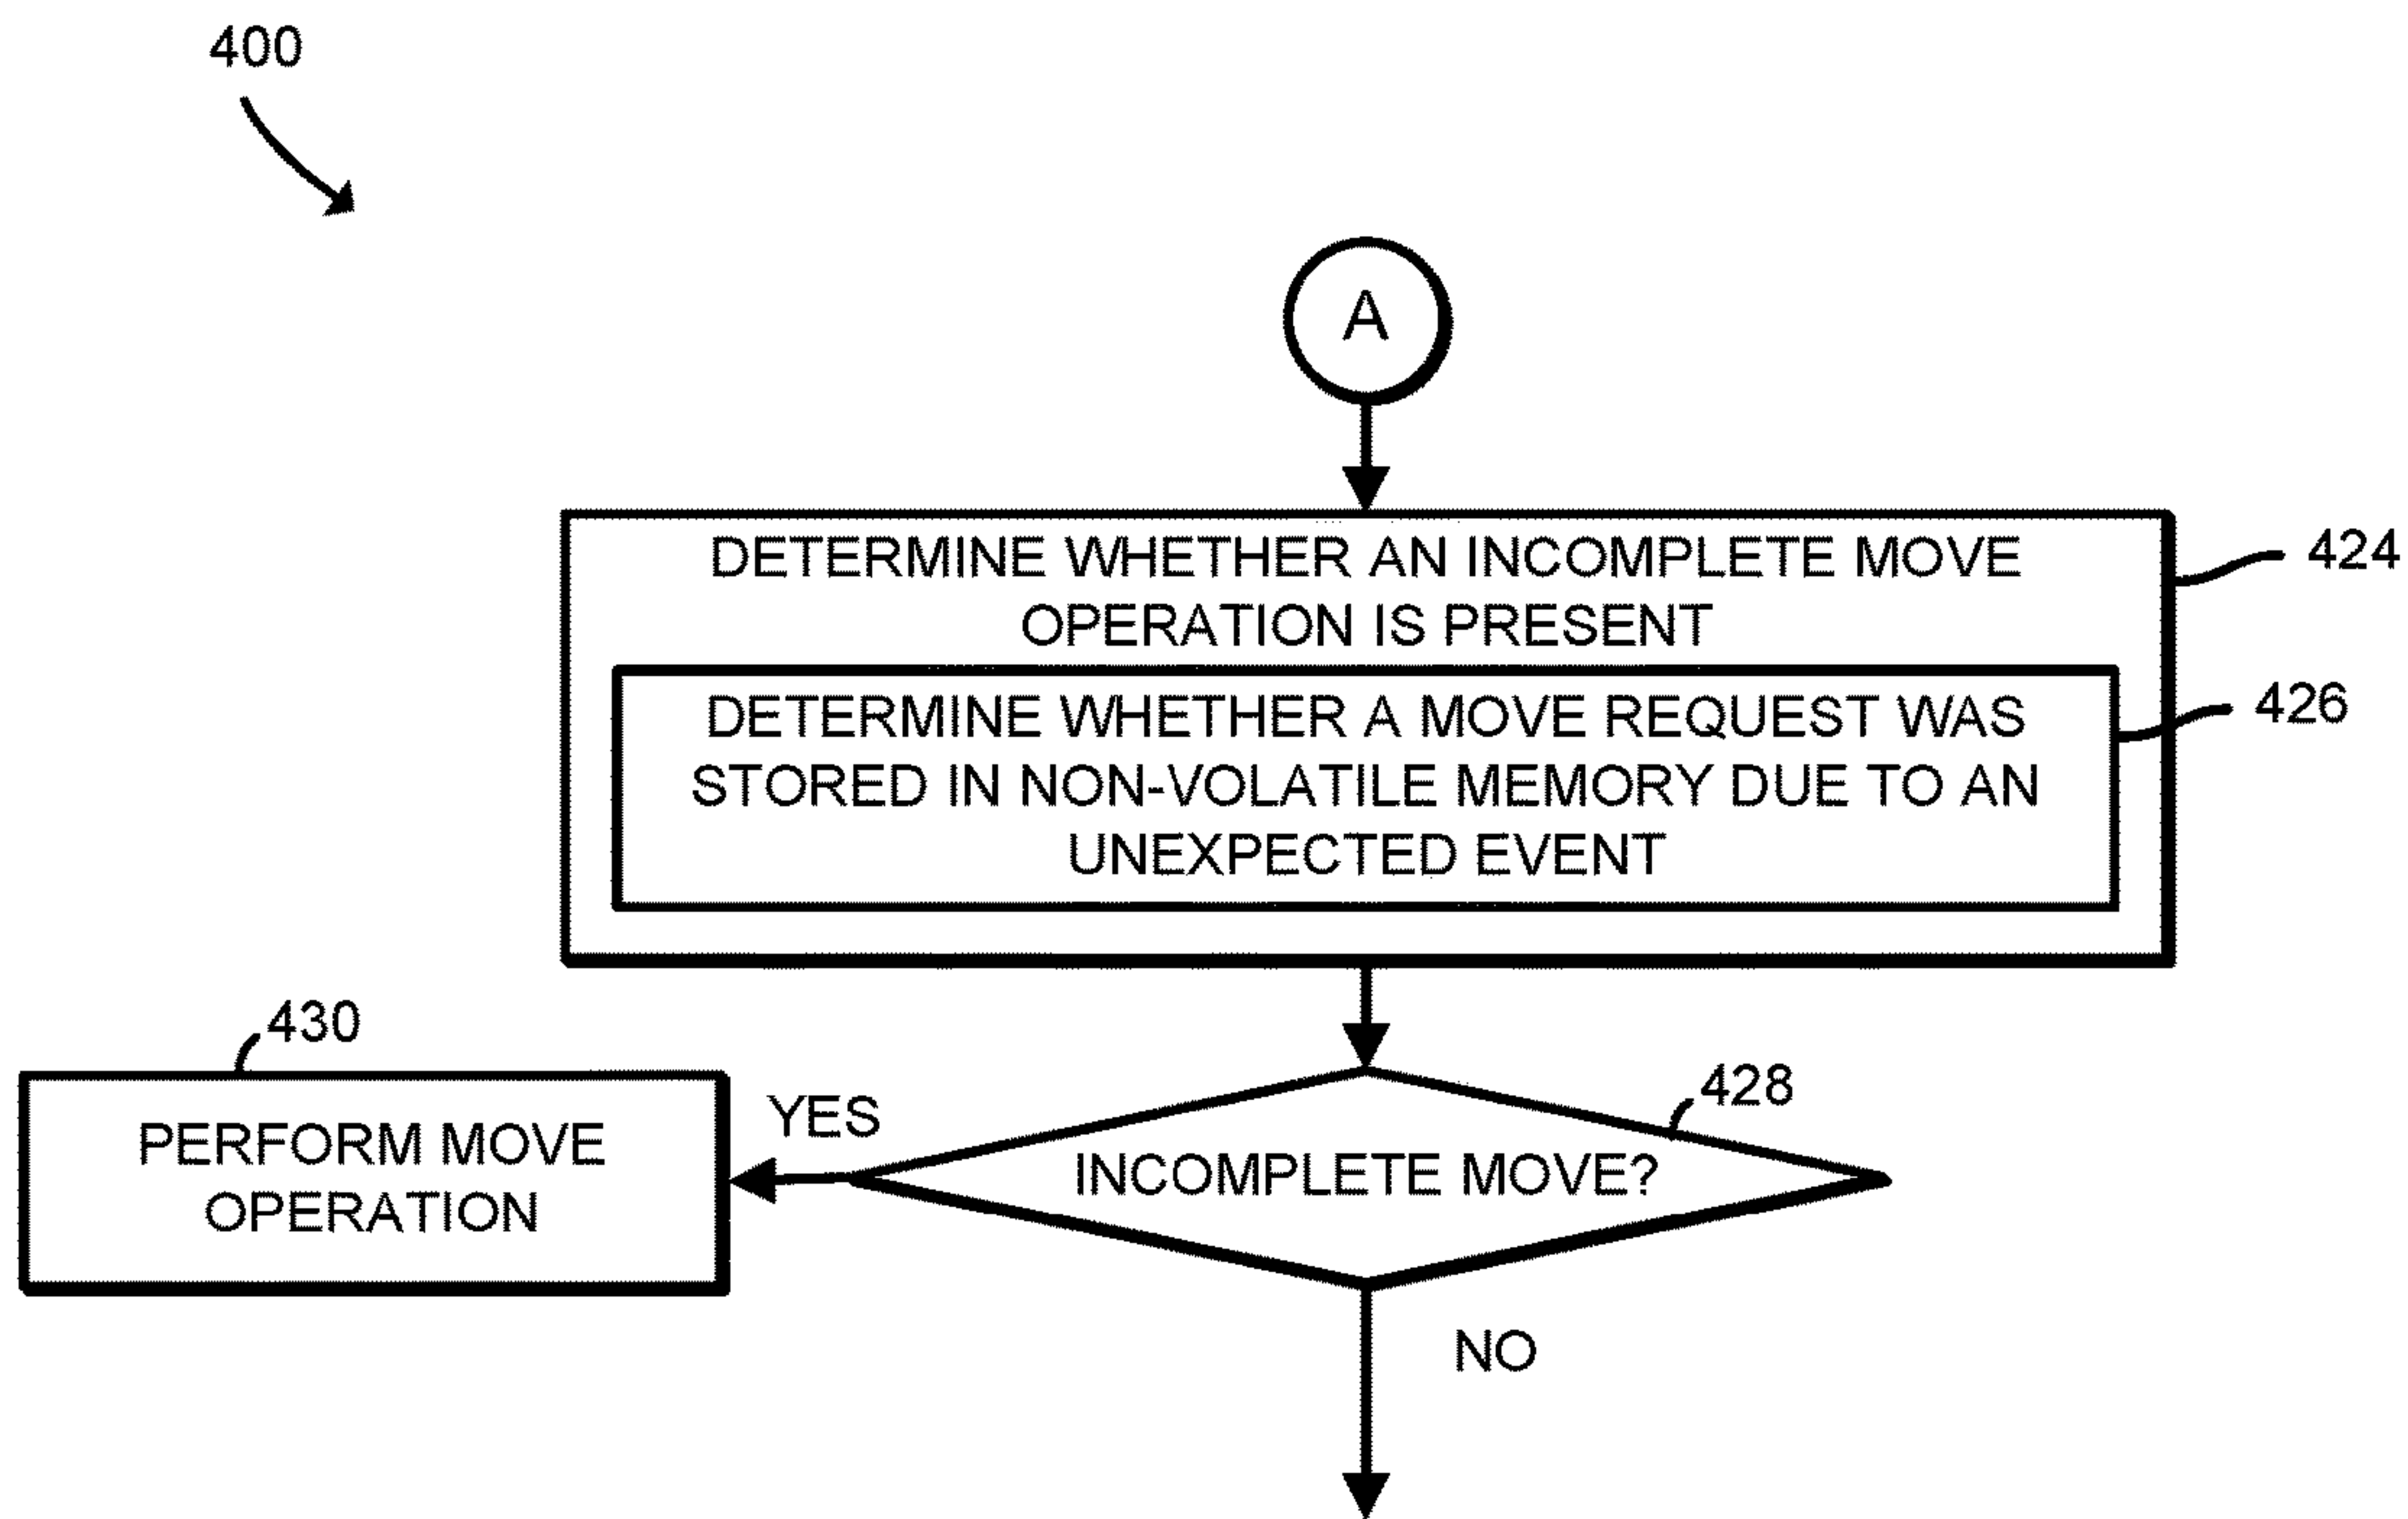 400
A
DETERMINE WHETHER AN INCOMPLETE MOVE
OPERATION IS PRESENT
424
DETERMINE WHETHER A MOVE REQUEST WAS
STORED IN NON-VOLATILE MEMORY DUE TO AN
UNEXPECTED EVENT
426
430
PERFORM MOVE
OPERATION
YES
428
INCOMPLETE MOVE?
NO